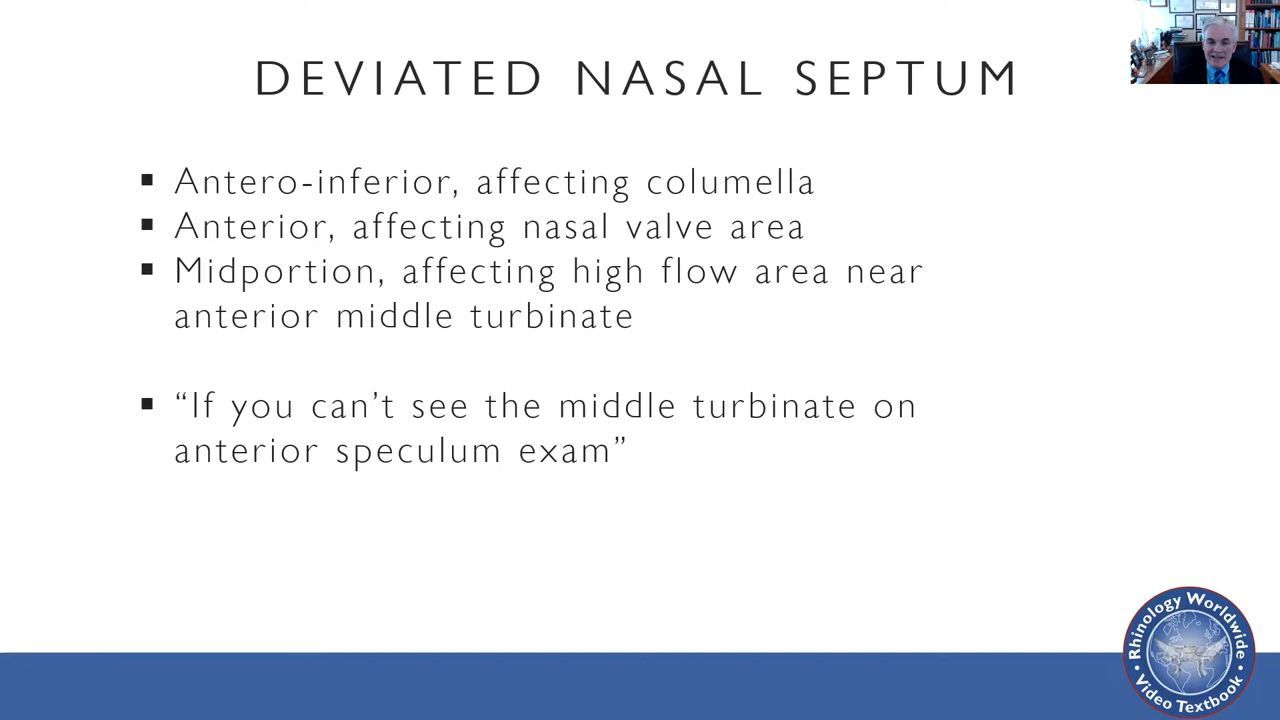 DEVIATED NASAL SEPTUM
▪ Antero-inferior, affecting columella
▪ Anterior, affecting nasal valve area
▪ Midportion, affecting high flow area near
anterior middle turbinate
▪ “If you can’t see the middle turbinate on
anterior speculum exam”
Rhinology Worldwide
• Video Textbook •